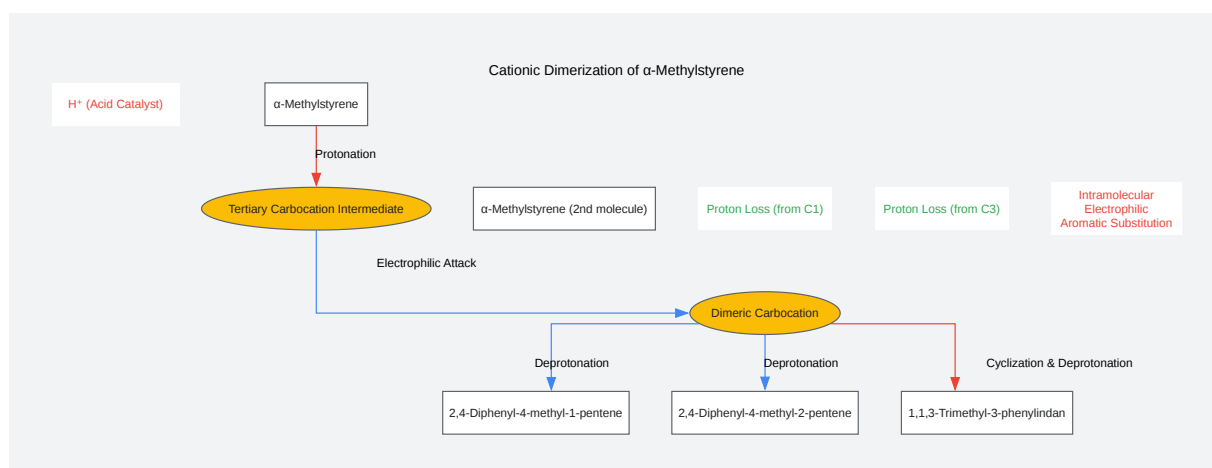 Cationic Dimerization of α-Methylstyrene
H⁺ (Acid Catalyst)
α-Methylstyrene
Protonation
Tertiary Carbocation Intermediate
α-Methylstyrene (2nd molecule)
Proton Loss (from C1)
Proton Loss (from C3)
Intramolecular
Electrophilic
Aromatic Substitution
Electrophilic Attack
Dimeric Carbocation
Deprotonation
Deprotonation
Cyclization & Deprotonation
2,4-Diphenyl-4-methyl-1-pentene
2,4-Diphenyl-4-methyl-2-pentene
1,1,3-Trimethyl-3-phenylindan